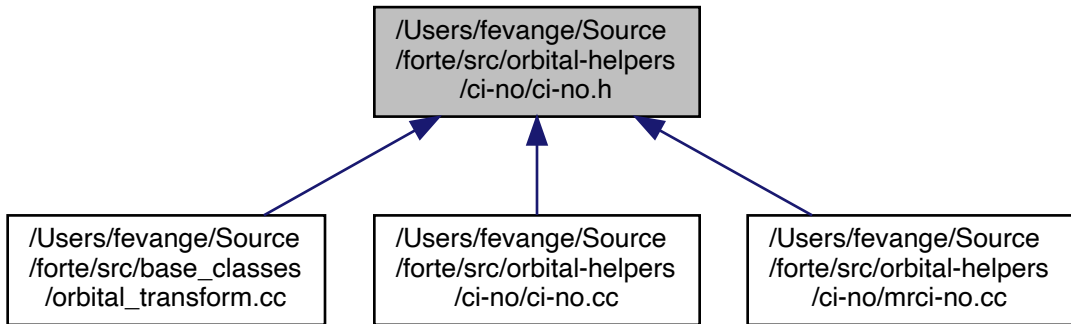 /Users/fevange/Source
/forte/src/orbital-helpers
/ci-no/ci-no.h
/Users/fevange/Source
/forte/src/base_classes
/orbital_transform.cc
/Users/fevange/Source
/forte/src/orbital-helpers
/ci-no/ci-no.cc
/Users/fevange/Source
/forte/src/orbital-helpers
/ci-no/mrci-no.cc